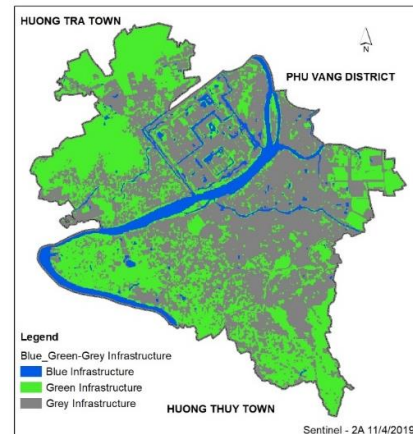 HUONG TRA TOWN
N
PHU VANG DISTRICT
Legend
Blue_Green-Grey Infrastructure
Blue Infrastructure
Green Infrastructure
Grey Infrastructure
HUONG THUY TOWN
Sentinel - 2A 11/4/2019